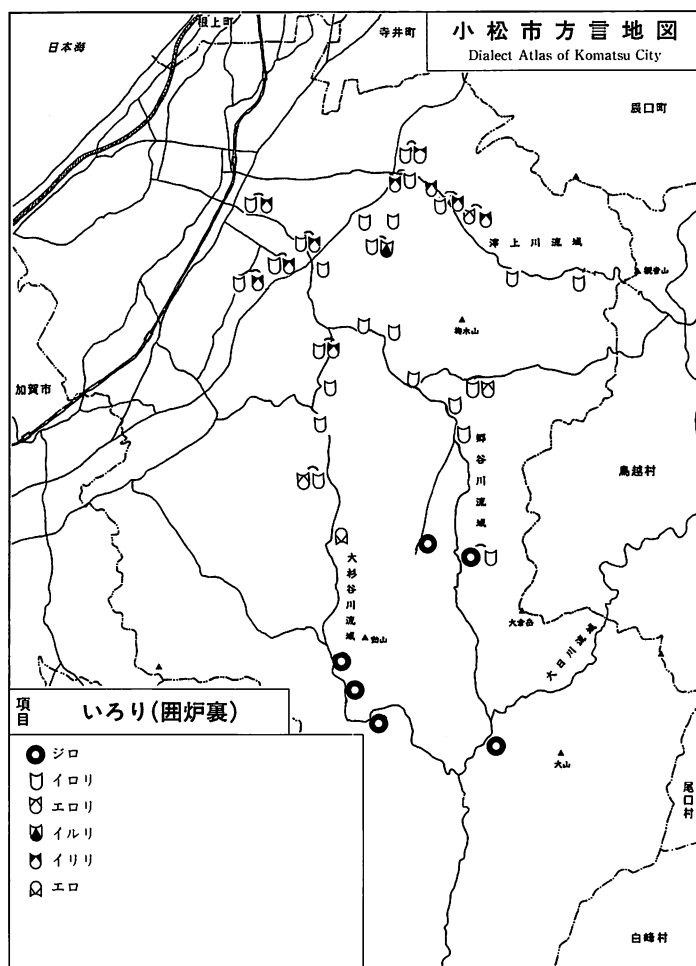 小松市方言地図
Dialect Atlas of Komatsu City
日本海
根上町
寺井町
辰口町
滓上川流域
観音山
加賀市
郷谷川流域
鳥越村
大杉谷川流域
大倉岳
大日川流域
動山
大山
尾口村
白峰村
項目
いろり(囲炉裏)
ジロ
イロリ
エロリ
イルリ
イリリ
エロ